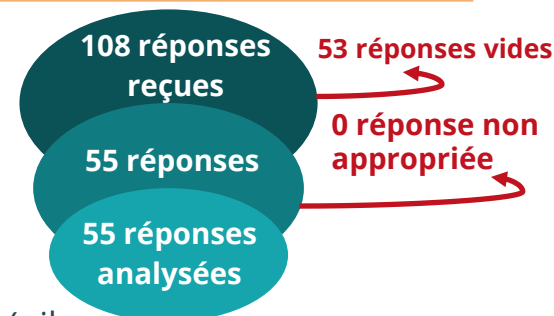 108 réponses
reçues
53 réponses vides
0 réponse non
appropriée
55 réponses
55 réponses
analysées